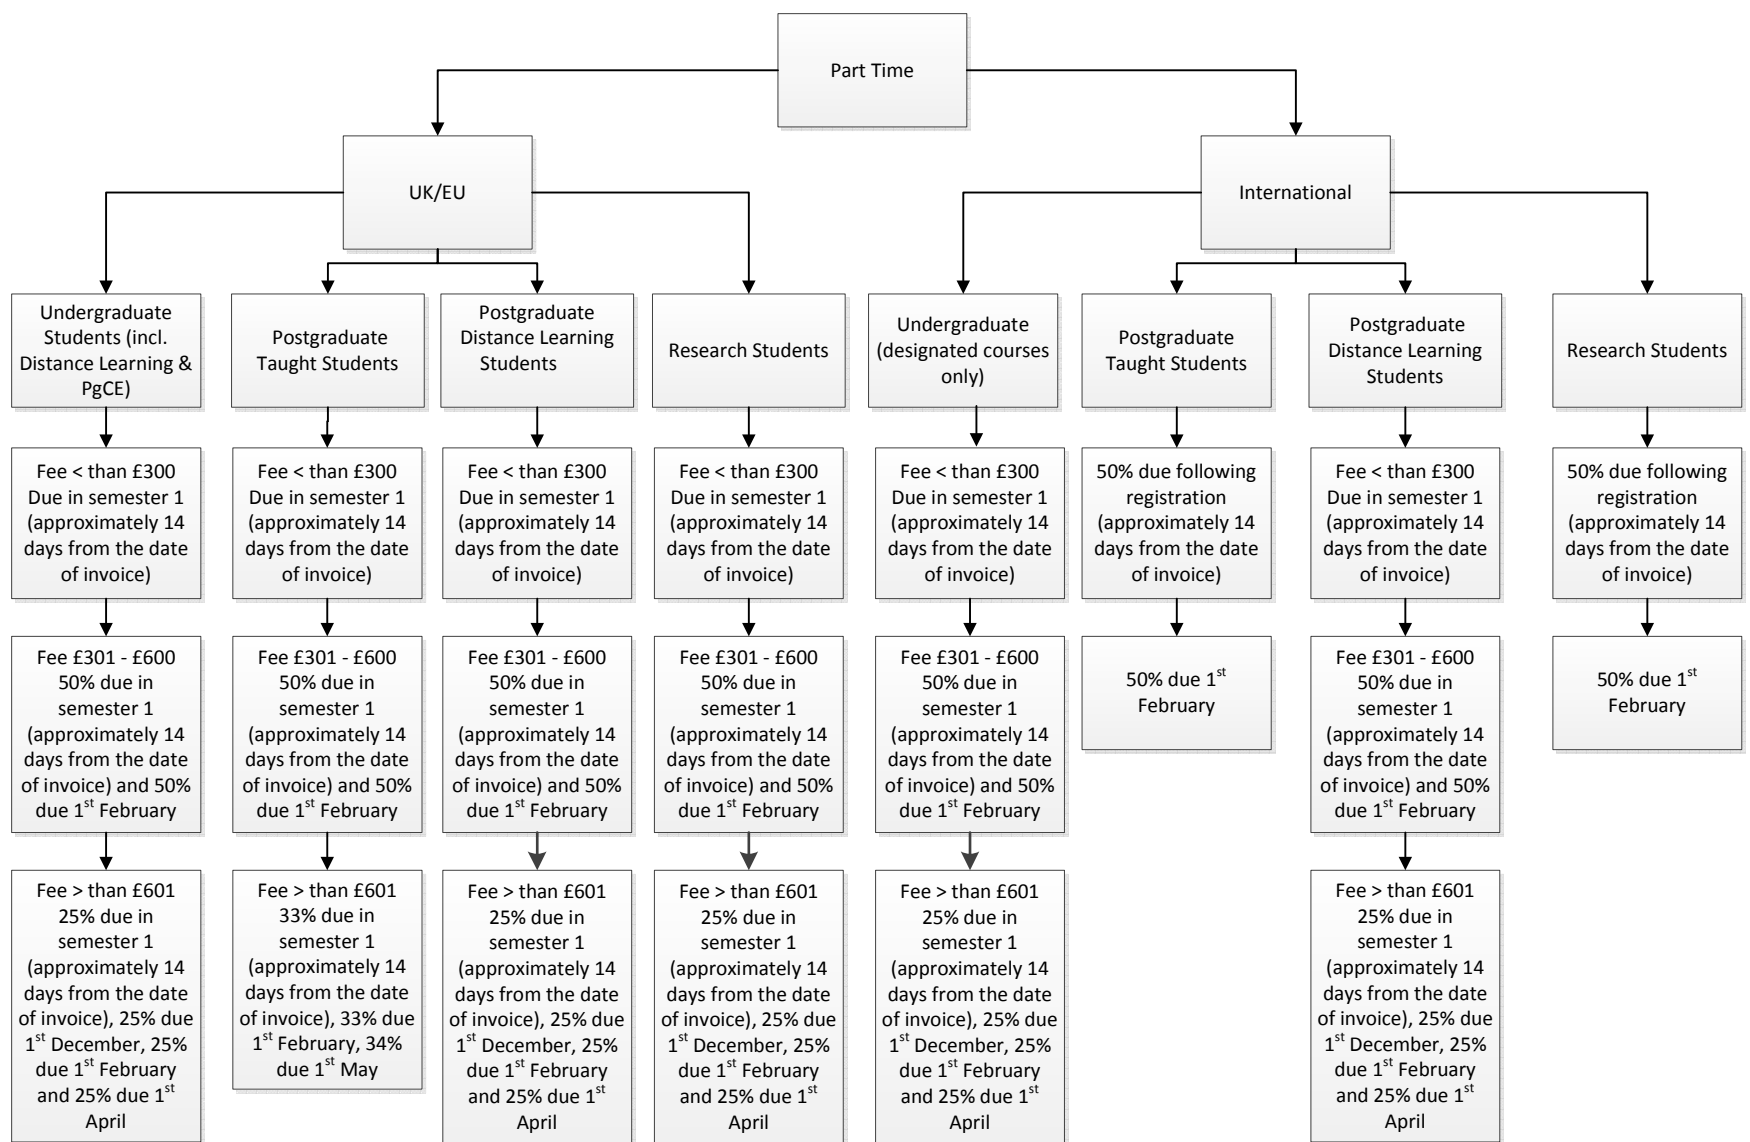 Part Time
UK/EU
International
Undergraduate
Students (incl.
Distance Learning &
PgCE)
Postgraduate
Taught Students
Postgraduate
Distance Learning
Students
Research Students
Undergraduate
(designated courses
only)
Postgraduate
Taught Students
Postgraduate
Distance Learning
Students
Research Students
Fee < than £300
Due in semester 1
(approximately 14
days from the date
of invoice)
Fee < than £300
Due in semester 1
(approximately 14
days from the date
of invoice)
Fee < than £300
Due in semester 1
(approximately 14
days from the date
of invoice)
Fee < than £300
Due in semester 1
(approximately 14
days from the date
of invoice)
Fee < than £300
Due in semester 1
(approximately 14
days from the date
of invoice)
50% due following
registration
(approximately 14
days from the date
of invoice)
Fee < than £300
Due in semester 1
(approximately 14
days from the date
of invoice)
50% due following
registration
(approximately 14
days from the date
of invoice)
Fee £301 - £600
50% due in
semester 1
(approximately 14
days from the date
of invoice) and 50%
due 1st February
Fee £301 - £600
50% due in
semester 1
(approximately 14
days from the date
of invoice) and 50%
due 1st February
Fee £301 - £600
50% due in
semester 1
(approximately 14
days from the date
of invoice) and 50%
due 1st February
Fee £301 - £600
50% due in
semester 1
(approximately 14
days from the date
of invoice) and 50%
due 1st February
Fee £301 - £600
50% due in
semester 1
(approximately 14
days from the date
of invoice) and 50%
due 1st February
50% due 1st
February
Fee £301 - £600
50% due in
semester 1
(approximately 14
days from the date
of invoice) and 50%
due 1st February
50% due 1st
February
Fee > than £601
25% due in
semester 1
(approximately 14
days from the date
of invoice), 25% due
1st December, 25%
due 1st February
and 25% due 1st
April
Fee > than £601
33% due in
semester 1
(approximately 14
days from the date
of invoice), 33% due
1st February, 34%
due 1st May
Fee > than £601
25% due in
semester 1
(approximately 14
days from the date
of invoice), 25% due
1st December, 25%
due 1st February
and 25% due 1st
April
Fee > than £601
25% due in
semester 1
(approximately 14
days from the date
of invoice), 25% due
1st December, 25%
due 1st February
and 25% due 1st
April
Fee > than £601
25% due in
semester 1
(approximately 14
days from the date
of invoice), 25% due
1st December, 25%
due 1st February
and 25% due 1st
April
Fee > than £601
25% due in
semester 1
(approximately 14
days from the date
of invoice), 25% due
1st December, 25%
due 1st February
and 25% due 1st
April